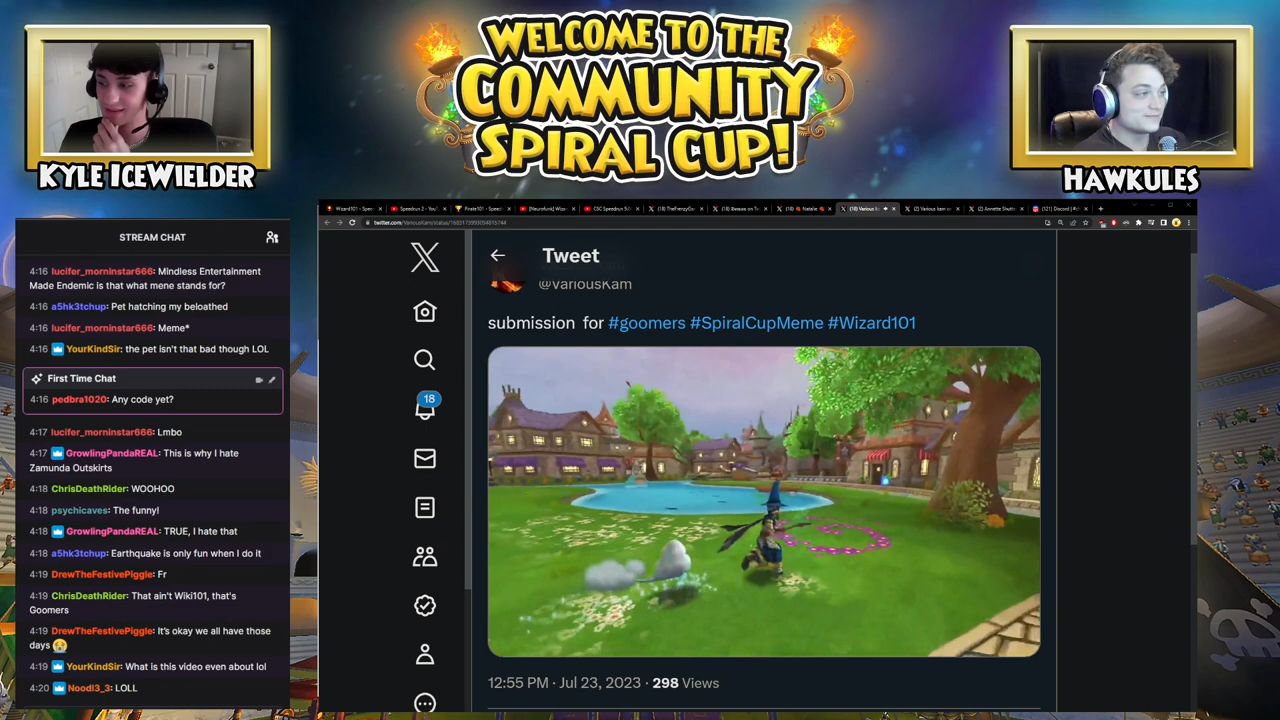 WELCOME TO THE
COMMUNITY
SPIRAL CUP!
KYLE ICEWIELDER
HAWKULES
STREAM CHAT
4:16 lucifer_morninstar666: Mindless Entertainment
Made Endemic is that what mene stands for?
4:16 a5hk3tchup: Pet hatching my beloathed
4:16 lucifer_morninstar666: Meme*
4:16 YourKindSir: the pet isn't that bad though LOL
First Time Chat
4:16 pedbra1020: Any code yet?
4:17 lucifer_morninstar666: Lmbo
4:17 GrowlingPandaREAL: This is why I hate
Zamunda Outskirts
4:18 ChrisDeathRider: WOOHOO
4:18 psychicaves: The funny!
4:18 GrowlingPandaREAL: TRUE, I hate that
4:18 a5hk3tchup: Earthquake is only fun when I do it
4:19 DrewTheFestivePiggle: Fr
4:19 ChrisDeathRider: That ain't Wiki101, that's
Goomers
4:19 DrewTheFestivePiggle: It's okay we all have those
days 😭
4:19 YourKindSir: What is this video even about lol
4:20 Noodl3_3: LOLL
18
Tweet
@VariousKam
submission for #goomers #SpiralCupMeme #Wizard101
12:55 PM · Jul 23, 2023 · 298 Views